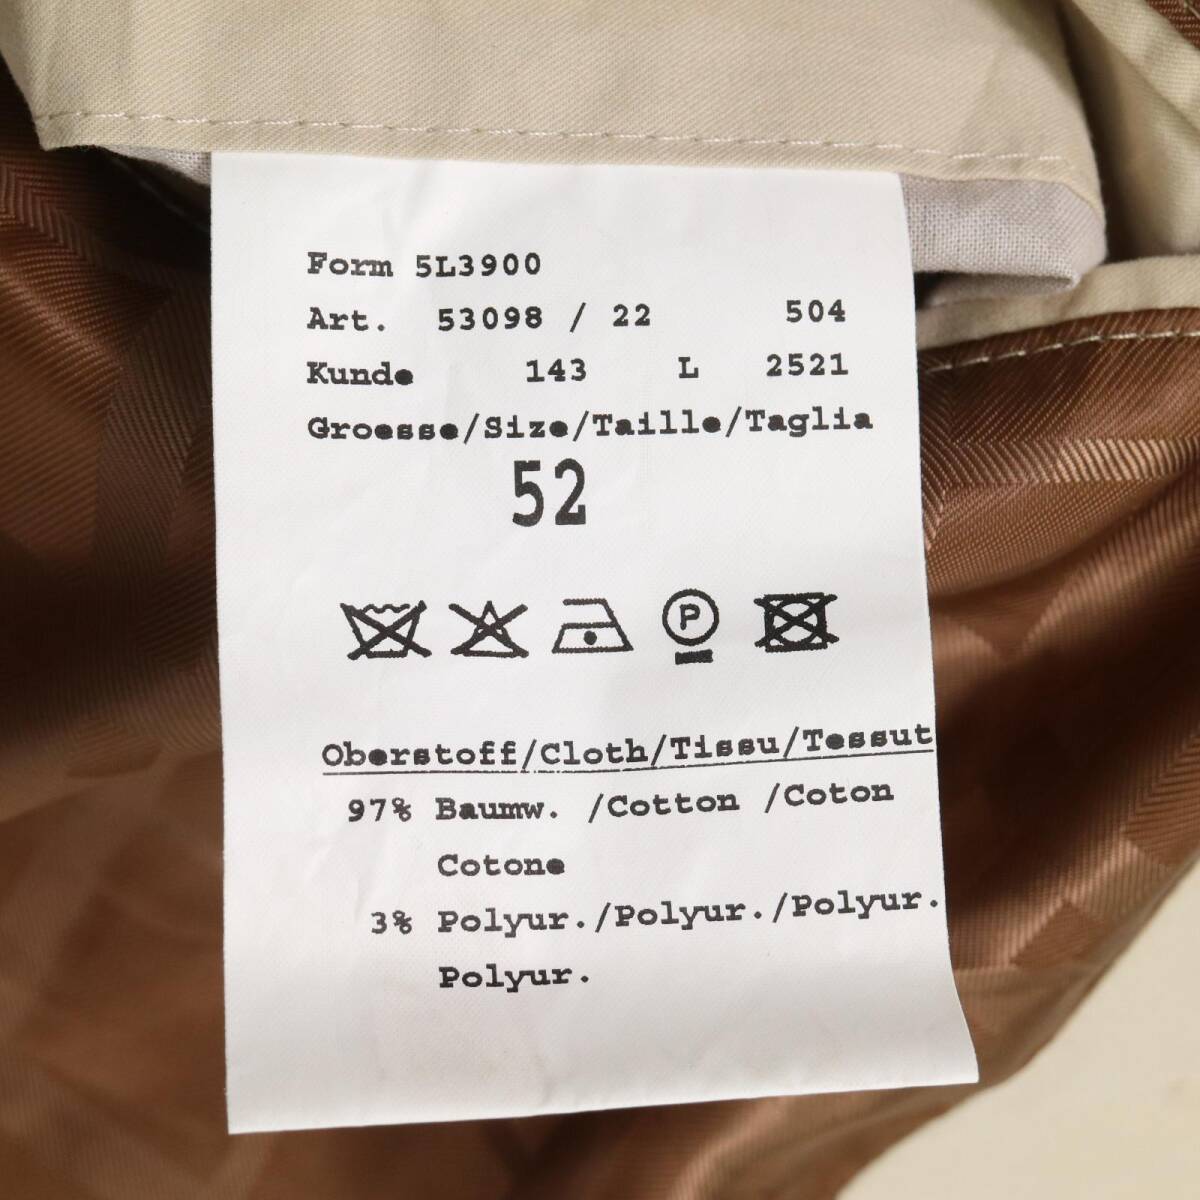 Form 5L3900
Art. 53098 / 22 504
Kunde 143 L 2521
Groesse/Size/Taille/Taglia
52
P
Oberstoff/Cloth/Tissu/Tessut
97% Baumw. /Cotton /Coton
Cotone
3% Polyur./Polyur./Polyur.
Polyur.